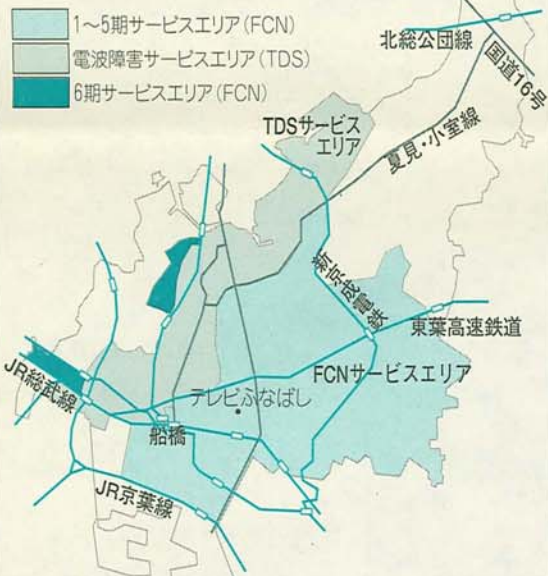 1〜5期サービスエリア(FCN)
電波障害サービスエリア(TDS)
6期サービスエリア(FCN)
北総公団線
国道16号
TDSサービス
エリア
夏見・小室線
新京成電鉄
東葉高速鉄道
FCNサービスエリア
JR総武線
テレビふなばし
船橋
JR京葉線